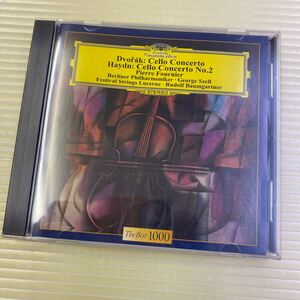 Dvořák: Cello Concerto
Haydn: Cello Concerto No.2
Pierre Fournier
Berliner Philharmoniker · George Szell
Festival Strings Lucerne · Rudolf Baumgartner
STEREO
The Best 1000